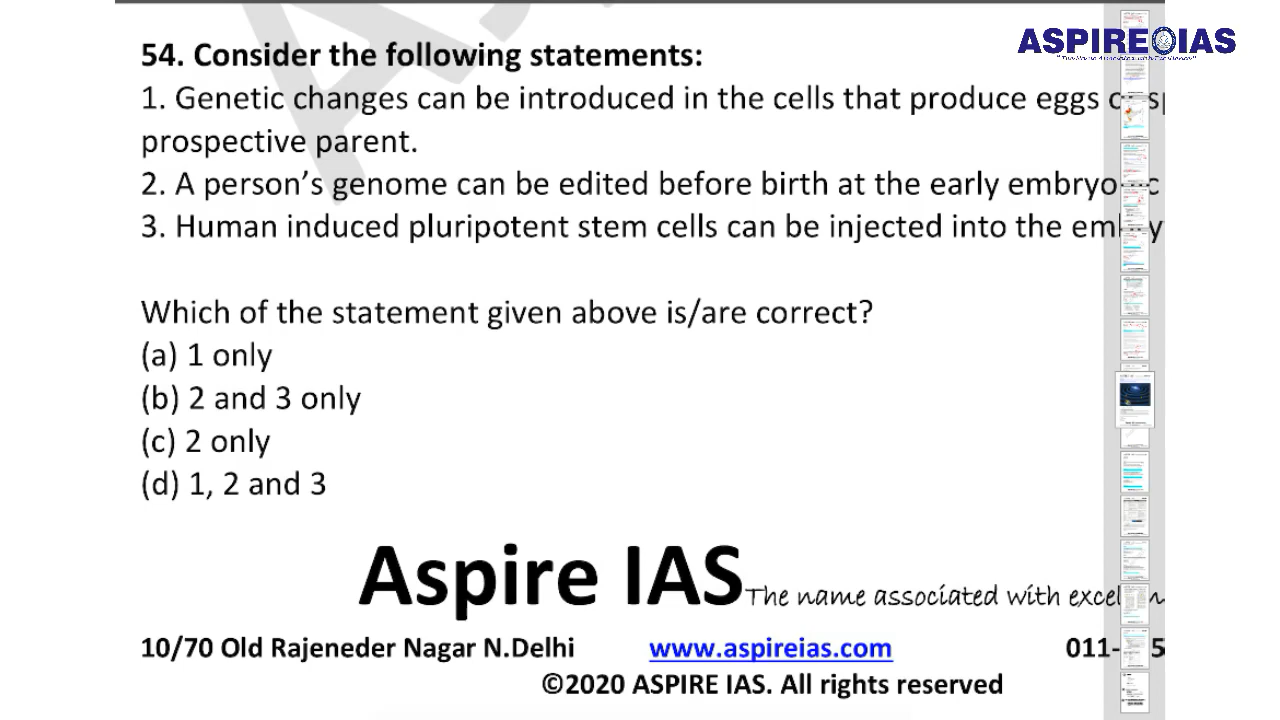 ASPIRE IAS
54. Consider the following statements:
1. Genetic changes can be introduced in the cells that produce eggs
prospective parent.
2. A person's genome can be edited before birth at the early
3. Human induced pluripotent stem cells can be injected into the
Which of the statement given above is/are correct?
(a) 1 only
(b) 2 and 3 only
(c) 2 only
(d) 1, 2 and 3
Aspire IAS The name associated with
10/70 Old Rajeneder Nagar N.Delhi www.aspireias.com 011-
©2020 ASPIRE IAS. All rights reserved